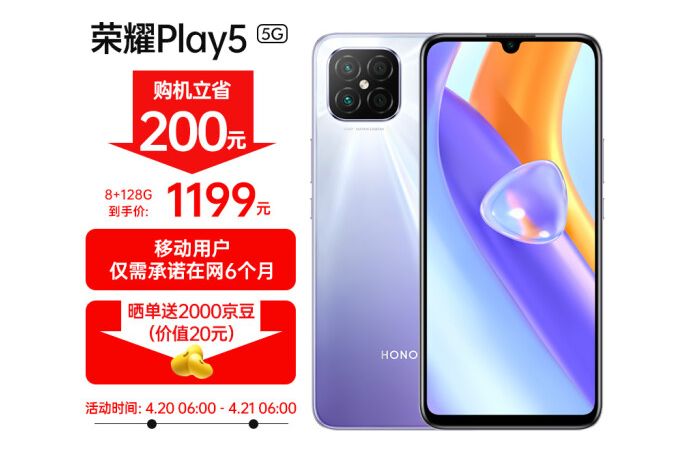 荣耀Play5 5G
购机立省
200元
8+128G
到手价: 1199元
移动用户
仅需承诺在网6个月
晒单送2000京豆
(价值20元)
活动时间: 4.20 06:00 - 4.21 06:00
HONO